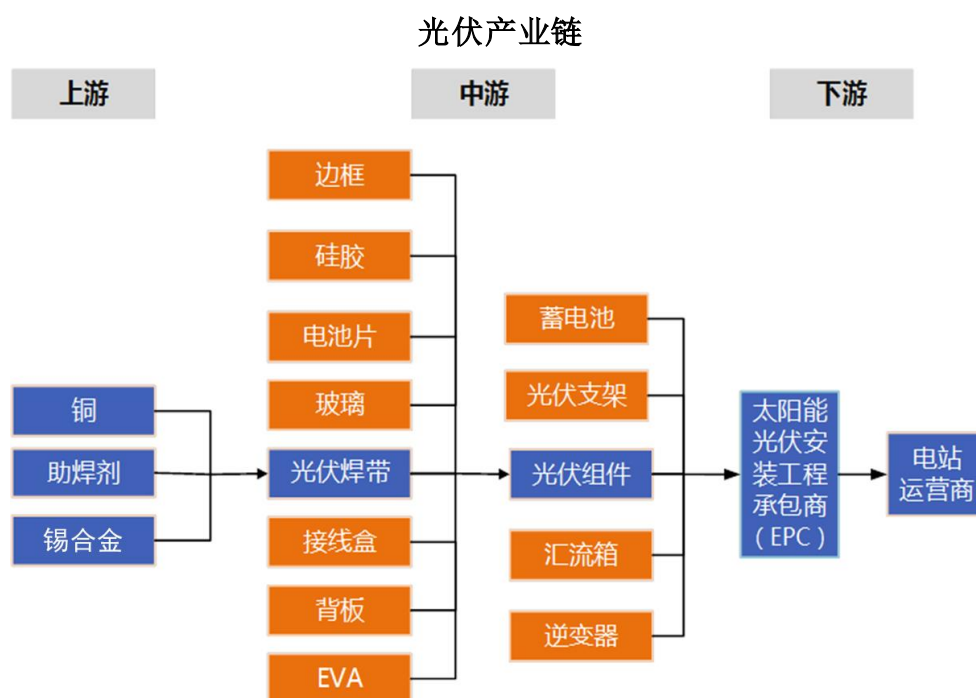 光伏产业链
上游
中游
下游
铜
助焊剂
锡合金
边框
硅胶
电池片
玻璃
光伏焊带
接线盒
背板
EVA
蓄电池
光伏支架
光伏组件
汇流箱
逆变器
太阳能
光伏安
装工程
承包商
（EPC）
电站
运营商